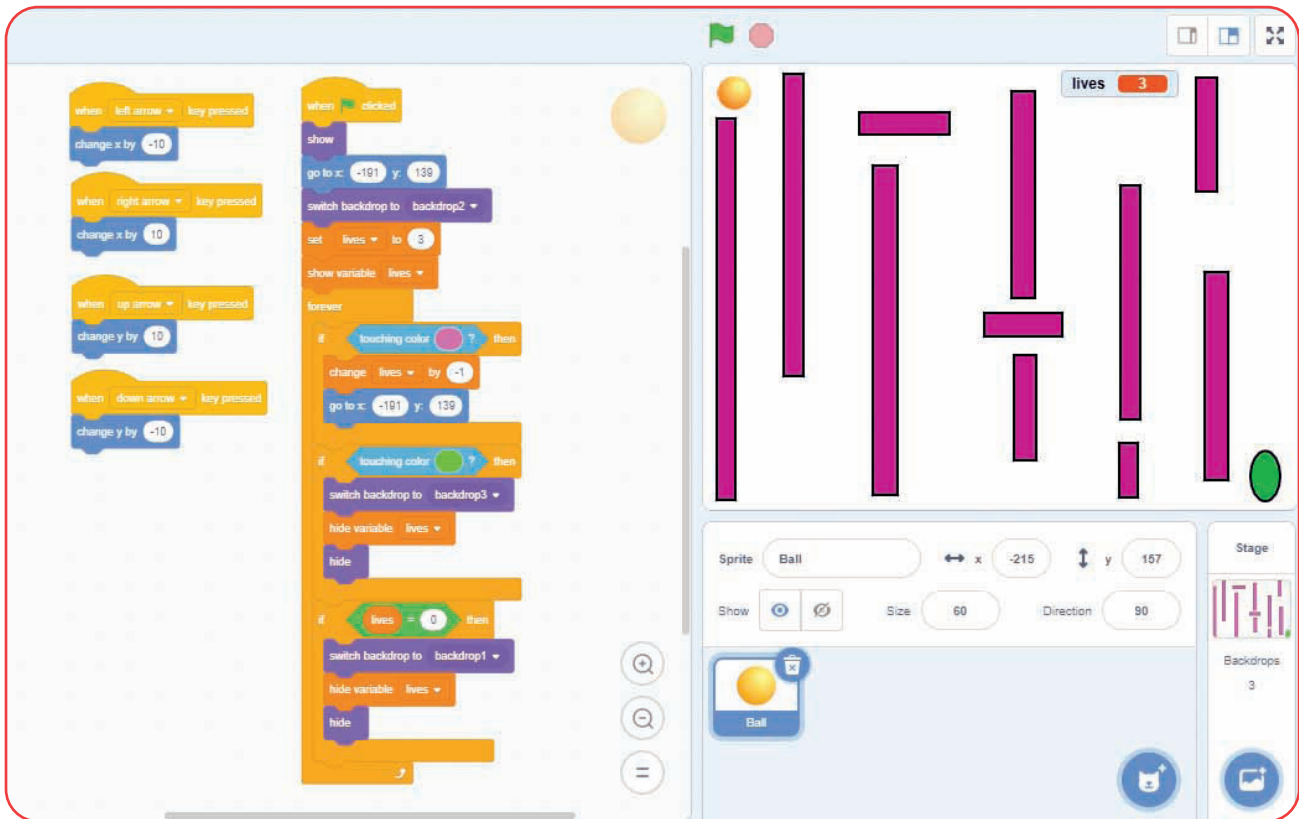 when left arrow key pressed
change x by -10
when right arrow key pressed
change x by 10
when up arrow key pressed
change y by 10
when down arrow key pressed
change y by -10
when clicked
show
go to x: -191 y: 139
switch backdrop to backdrop2
set lives to 3
show variable lives
forever
if touching color ? then
change lives by -1
go to x: -191 y: 139
if touching color ? then
switch backdrop to backdrop3
hide variable lives
hide
if lives = 0 then
switch backdrop to backdrop1
hide variable lives
hide
lives 3
Sprite Ball x -215 y 157
Show Size 60 Direction 90
Ball
Stage
Backdrops
3